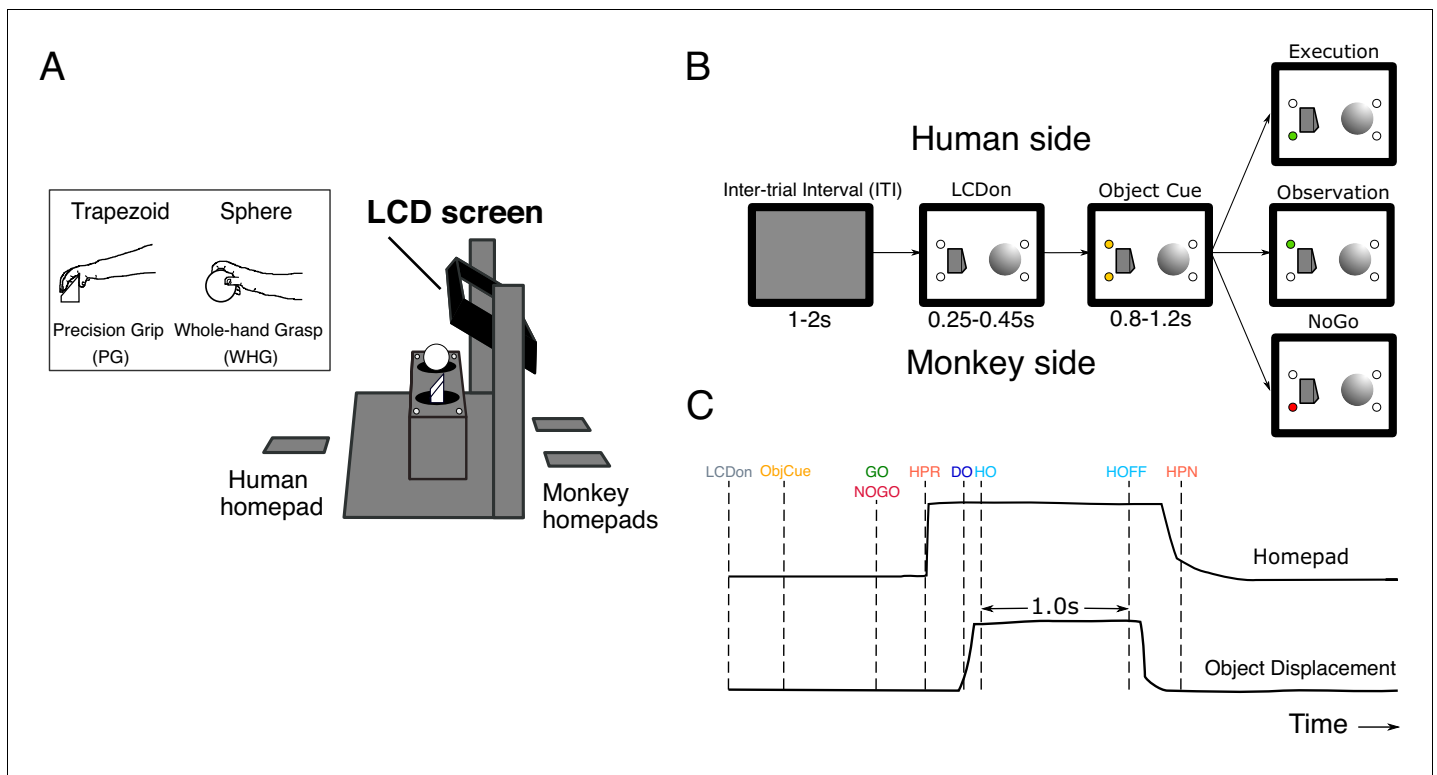 A
Trapezoid
Sphere
Precision Grip
(PG)
Whole-hand Grasp
(WHG)
LCD screen
Human
homepad
Monkey
homepads
B
Human side
Inter-trial Interval (ITI)
LCDon
Object Cue
1-2s
0.25-0.45s
0.8-1.2s
Monkey side
Execution
Observation
NoGo
C
LCDon
ObjCue
GO
NOGO
HPR
DO
HO
HOFF
HPN
Homepad
1.0s
Object Displacement
Time